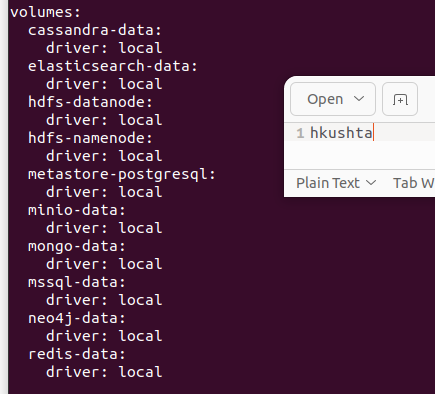 volumes:
  cassandra-data:
    driver: local
  elasticsearch-data:
    driver: local
  hdfs-datanode:
    driver: local
  hdfs-namenode:
    driver: local
  metastore-postgresql:
    driver: local
  minio-data:
    driver: local
  mongo-data:
    driver: local
  mssql-data:
    driver: local
  neo4j-data:
    driver: local
  redis-data:
    driver: local
Open
1 hkushta
Plain Text Tab W